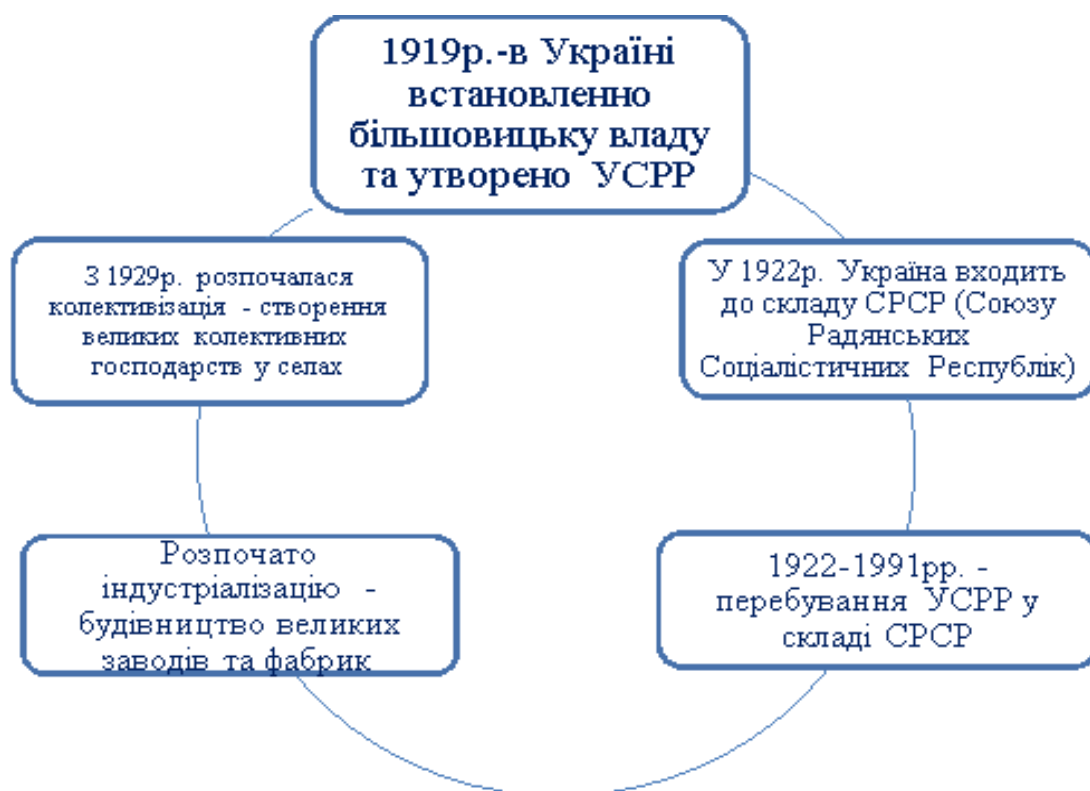 1919р.-в Україні
встановленно
більшовицьку владу
та утворено УСРР
З 1929р. розпочалася
колективізація - створення
великих колективних
господарств у селах
У 1922р. Україна входить
до складу СРСР (Союзу
Радянських
Соціалістичних Республік)
Розпочато
індустріалізацію -
будівництво великих
заводів та фабрик
1922-1991рр. -
перебування УСРР у
складі СРСР